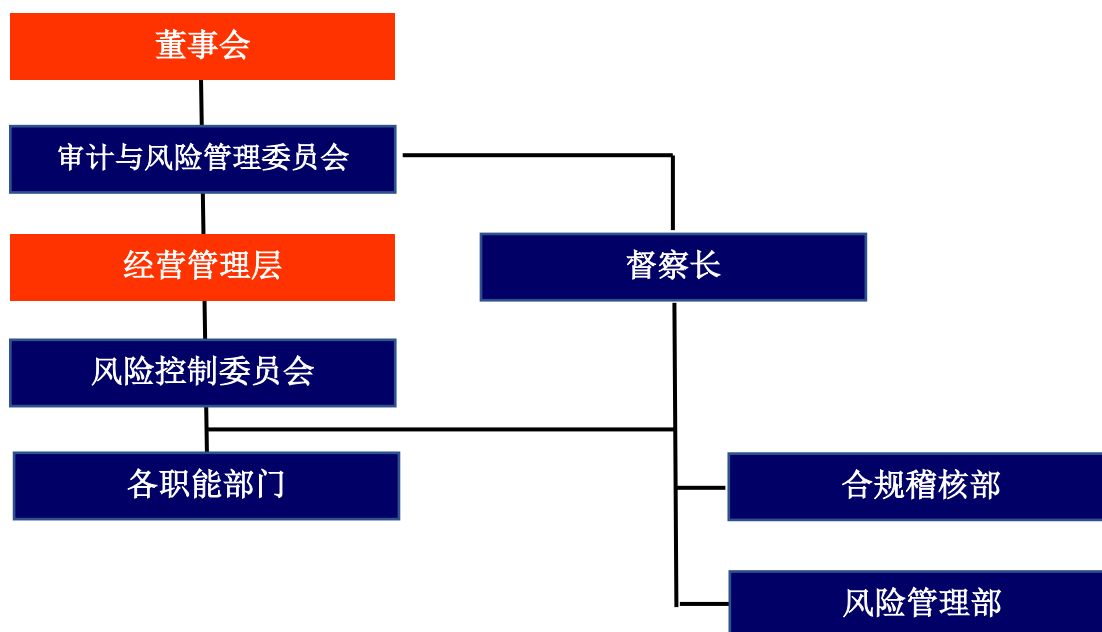 董事会
审计与风险管理委员会
经营管理层
督察长
风险控制委员会
各职能部门
合规稽核部
风险管理部